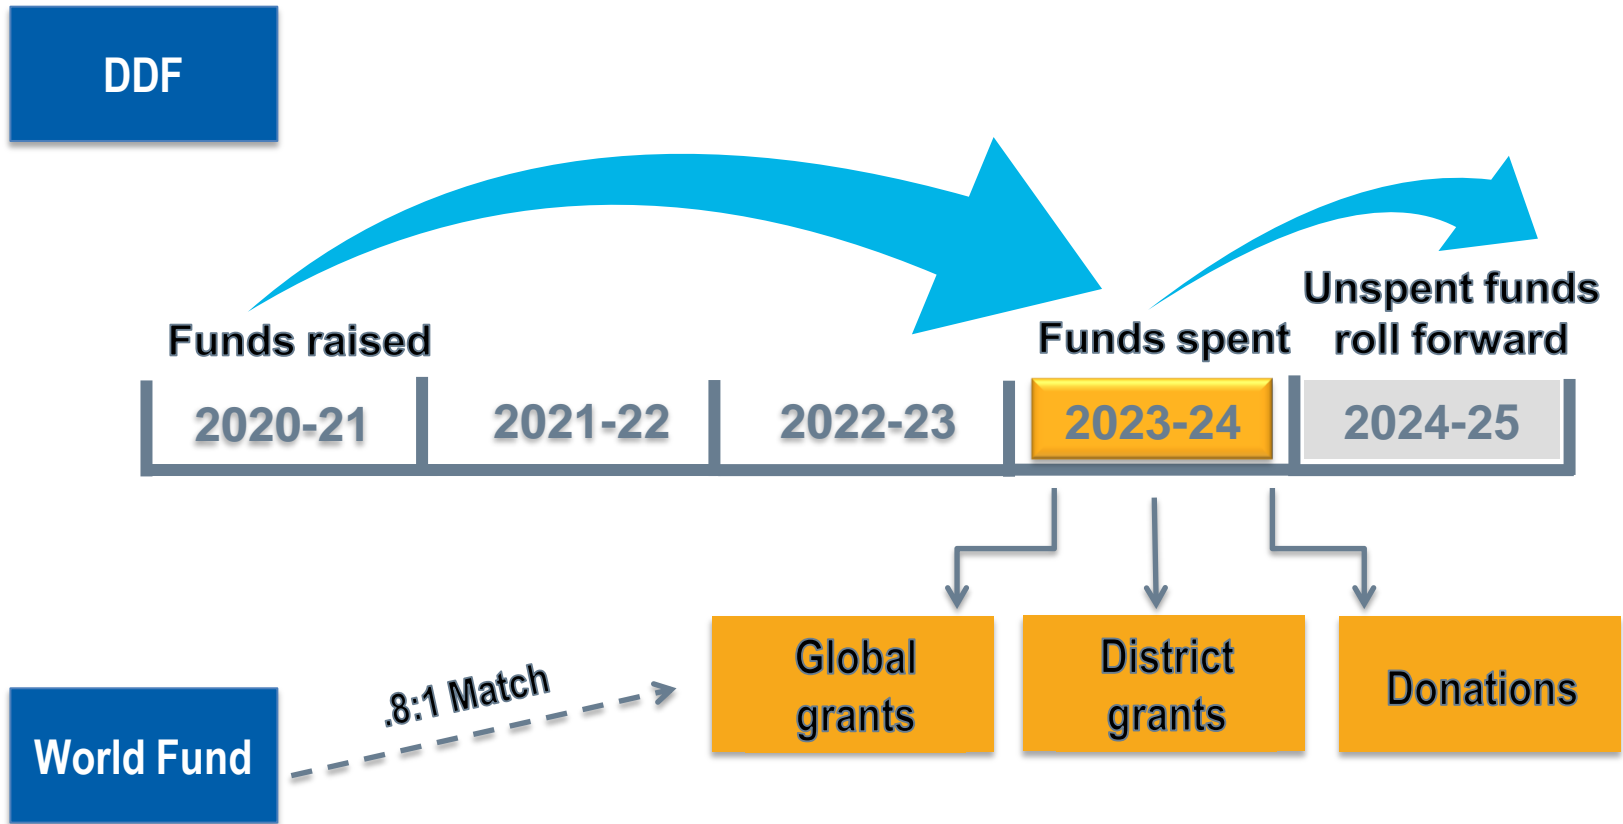 DDF
Funds raised
Funds spent
Unspent funds
roll forward
2020-21
2021-22
2022-23
2023-24
2024-25
Global
grants
District
grants
Donations
.8:1 Match
World Fund